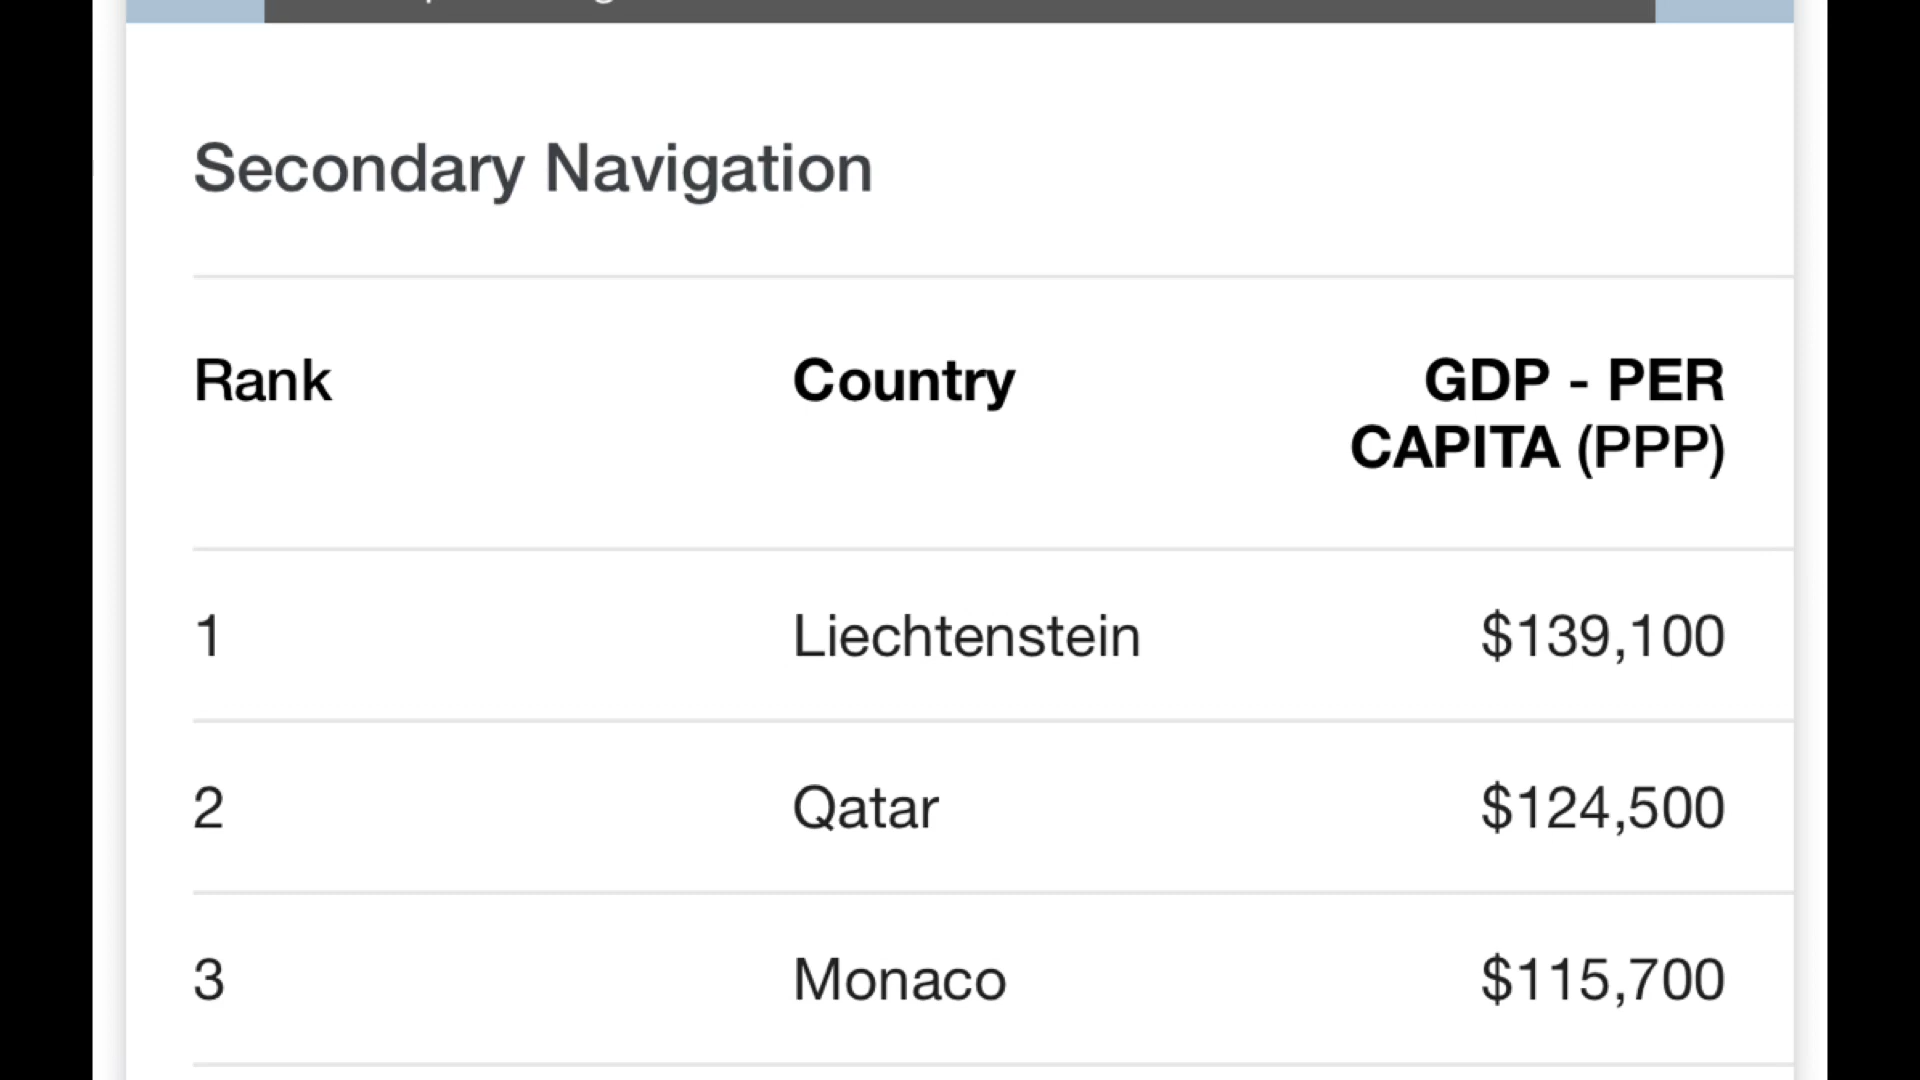 Secondary Navigation
Rank Country GDP - PER CAPITA (PPP)
1 Liechtenstein $139,100
2 Qatar $124,500
3 Monaco $115,700